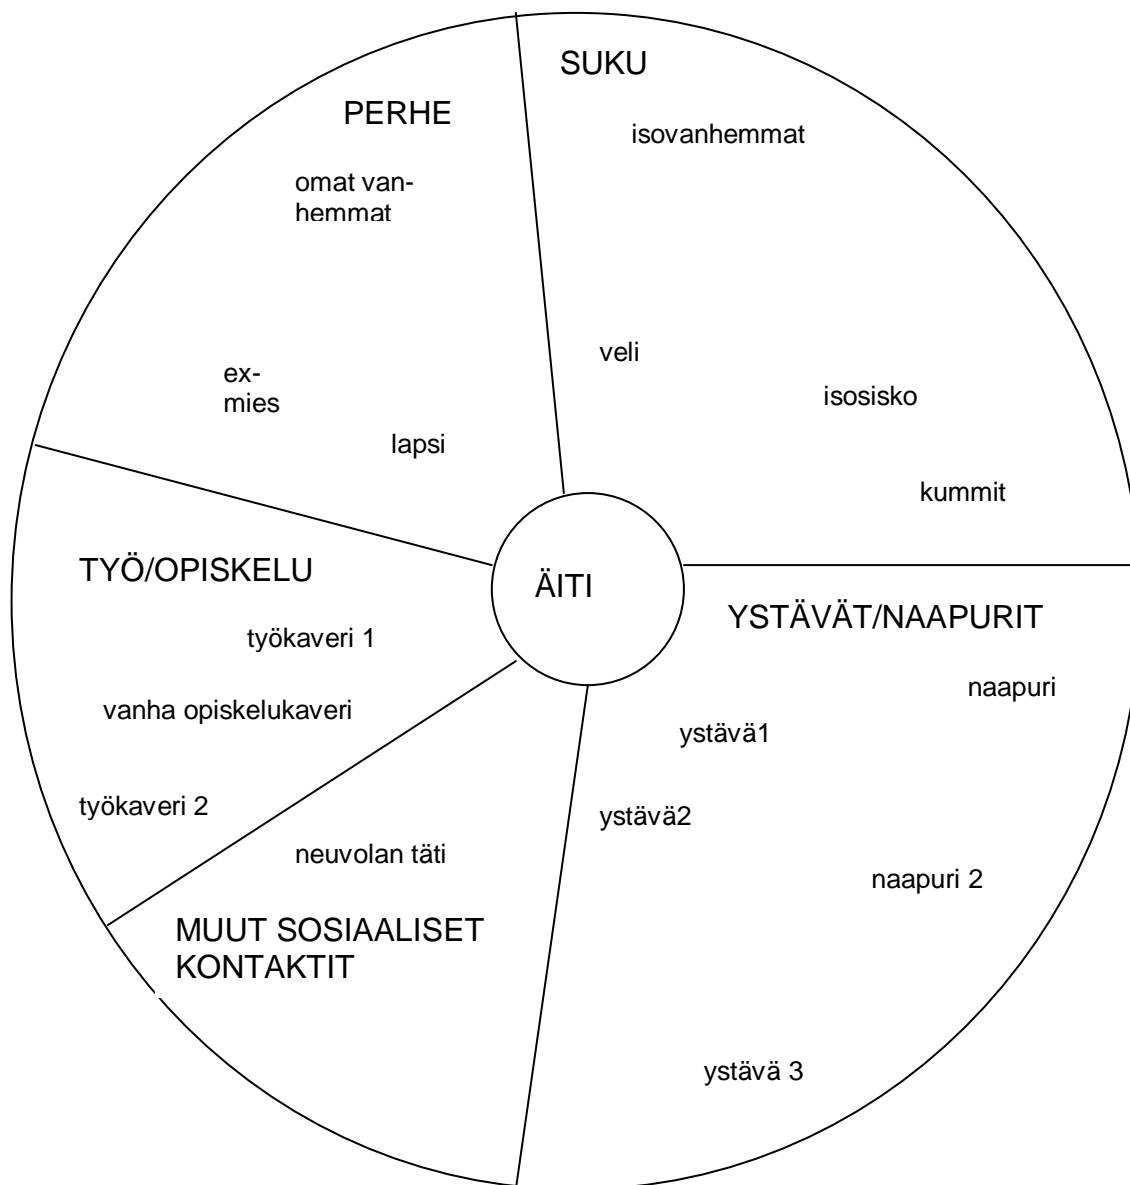 SUKU
isovanhemmat
veli
isosisko
kummit
PERHE
omat van-
hemmat
ex-
mies
lapsi
ÄITI
TYÖ/OPISKELU
työkaveri 1
vanha opiskelukaveri
työkaveri 2
YSTÄVÄT/NAAPURIT
naapuri
ystävä1
ystävä2
naapuri 2
ystävä 3
neuvolan täti
MUUT SOSIAALISET
KONTAKTIT